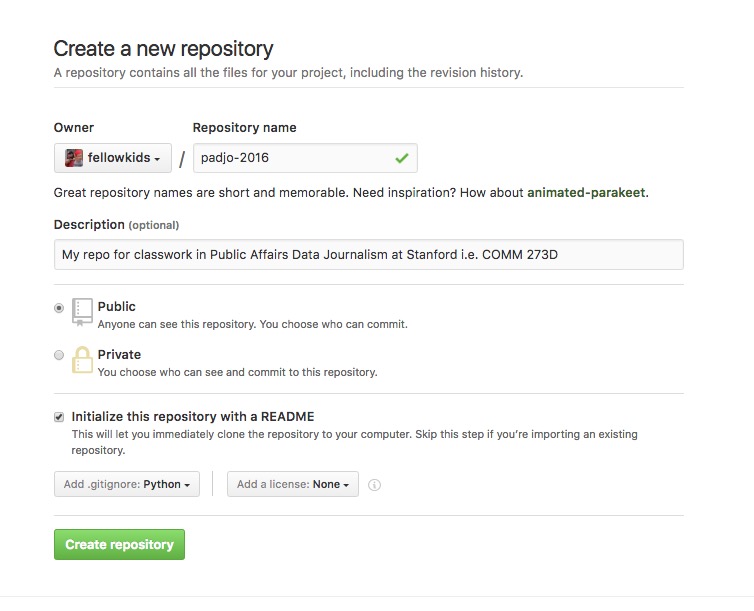 Create a new repository
A repository contains all the files for your project, including the revision history.
Owner
Repository name
fellowkids
/
padjo-2016
Great repository names are short and memorable. Need inspiration? How about animated-parakeet.
Description (optional)
My repo for classwork in Public Affairs Data Journalism at Stanford i.e. COMM 273D
Public
Anyone can see this repository. You choose who can commit.
Private
You choose who can see and commit to this repository.
Initialize this repository with a README
This will let you immediately clone the repository to your computer. Skip this step if you’re importing an existing
repository.
Add .gitignore: Python
Add a license: None
Create repository